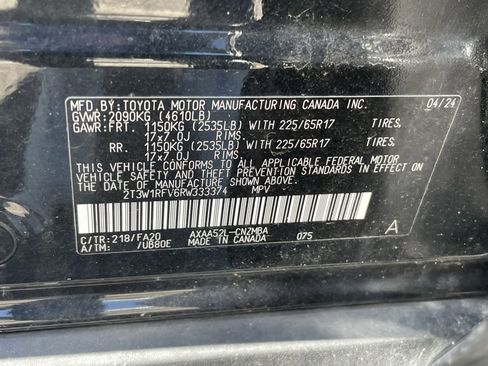 MFD. BY: TOYOTA MOTOR MANUFACTURING CANADA INC. 04/24
GVWR: 2090KG (4610LB)
GAWR: FRT. 1150KG (2535LB) WITH 225/65R17 TIRES,
17x7.0J RIMS,
RR. 1150KG (2535LB) WITH 225/65R17 TIRES,
17x7.0J RIMS.
THIS VEHICLE CONFORMS TO ALL APPLICABLE FEDERAL MOTOR
VEHICLE SAFETY AND THEFT PREVENTION STANDARDS IN EFFECT
ON THE DATE OF MANUFACTURE SHOWN ABOVE.
2T3W1RFV6RW333374 MPV
C/TR: 218/FA20 AXAA52L-CNZMBA 075 A
A/TM: /UB80E MADE IN CANADA